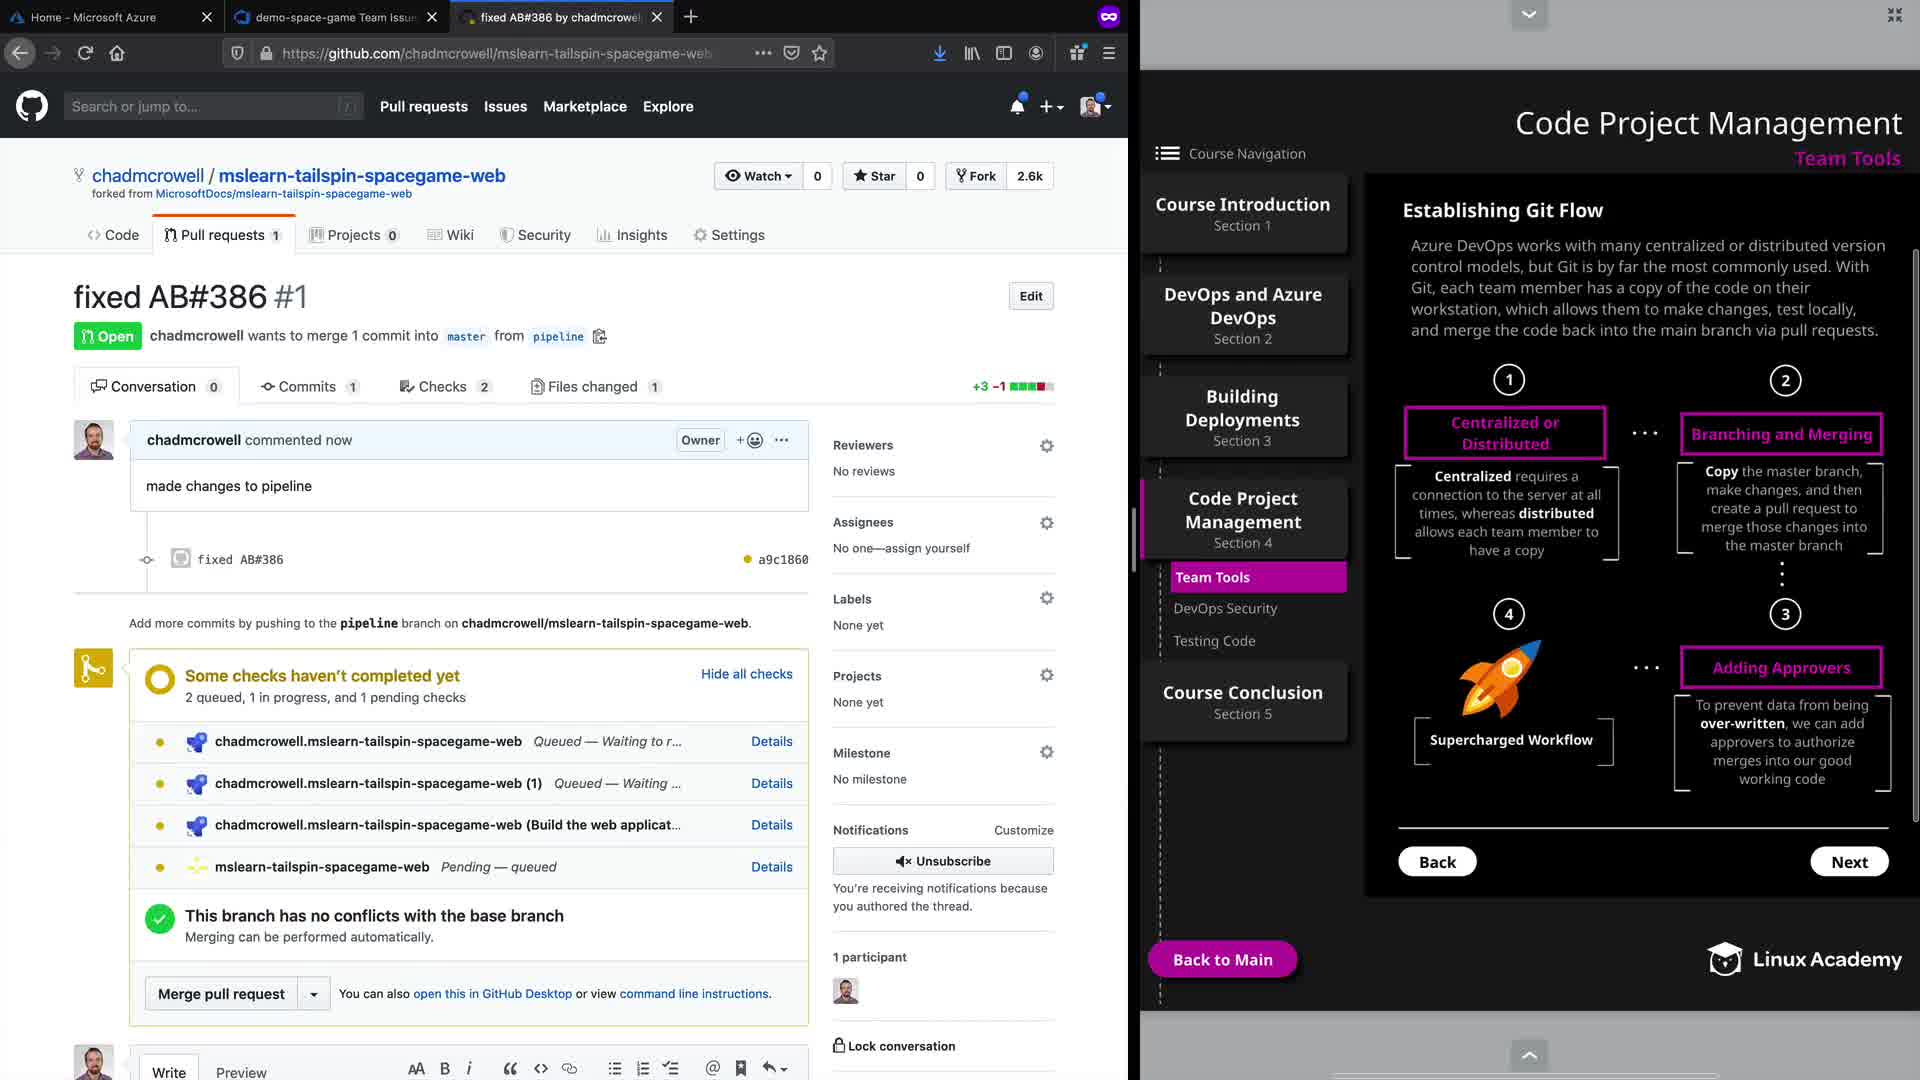 Home - Microsoft Azure
demo-space-game Team Issu
fixed AB#386 by chadmcrowel
https://github.com/chadmcrowell/mslearn-tailspin-spacegame-web
Search or jump to...
/
Pull requests
Issues
Marketplace
Explore
chadmcrowell / mslearn-tailspin-spacegame-web
forked from MicrosoftDocs/mslearn-tailspin-spacegame-web
Watch 0
Star 0
Fork 2.6k
Code
Pull requests 1
Projects 0
Wiki
Security
Insights
Settings
fixed AB#386 #1
Edit
Open
chadmcrowell wants to merge 1 commit into master from pipeline
Conversation 0
Commits 1
Checks 2
Files changed 1
+3 −1
chadmcrowell commented now
Owner
made changes to pipeline
fixed AB#386
a9c1860
Add more commits by pushing to the pipeline branch on chadmcrowell/mslearn-tailspin-spacegame-web.
Some checks haven't completed yet
Hide all checks
2 queued, 1 in progress, and 1 pending checks
chadmcrowell.mslearn-tailspin-spacegame-web Queued — Waiting to r... Details
chadmcrowell.mslearn-tailspin-spacegame-web (1) Queued — Waiting ... Details
chadmcrowell.mslearn-tailspin-spacegame-web (Build the web applicat... Details
mslearn-tailspin-spacegame-web Pending — queued Details
This branch has no conflicts with the base branch
Merging can be performed automatically.
Merge pull request
You can also open this in GitHub Desktop or view command line instructions.
Write
Preview
AA B i
Reviewers
No reviews
Assignees
No one—assign yourself
Labels
None yet
Projects
None yet
Milestone
No milestone
Notifications
Customize
Unsubscribe
You're receiving notifications because
you authored the thread.
1 participant
Lock conversation
Code Project Management
Team Tools
Course Navigation
Course Introduction
Section 1
DevOps and Azure
DevOps
Section 2
Building
Deployments
Section 3
Code Project
Management
Section 4
Team Tools
DevOps Security
Testing Code
Course Conclusion
Section 5
Back to Main
Establishing Git Flow
Azure DevOps works with many centralized or distributed version
control models, but Git is by far the most commonly used. With
Git, each team member has a copy of the code on their
workstation, which allows them to make changes, test locally,
and merge the code back into the main branch via pull requests.
1
Centralized or
Distributed
Centralized requires a
connection to the server at all
times, whereas distributed
allows each team member to
have a copy
2
Branching and Merging
Copy the master branch,
make changes, and then
create a pull request to
merge those changes into
the master branch
4
Supercharged Workflow
3
Adding Approvers
To prevent data from being
over-written, we can add
approvers to authorize
merges into our good
working code
Back
Next
Linux Academy